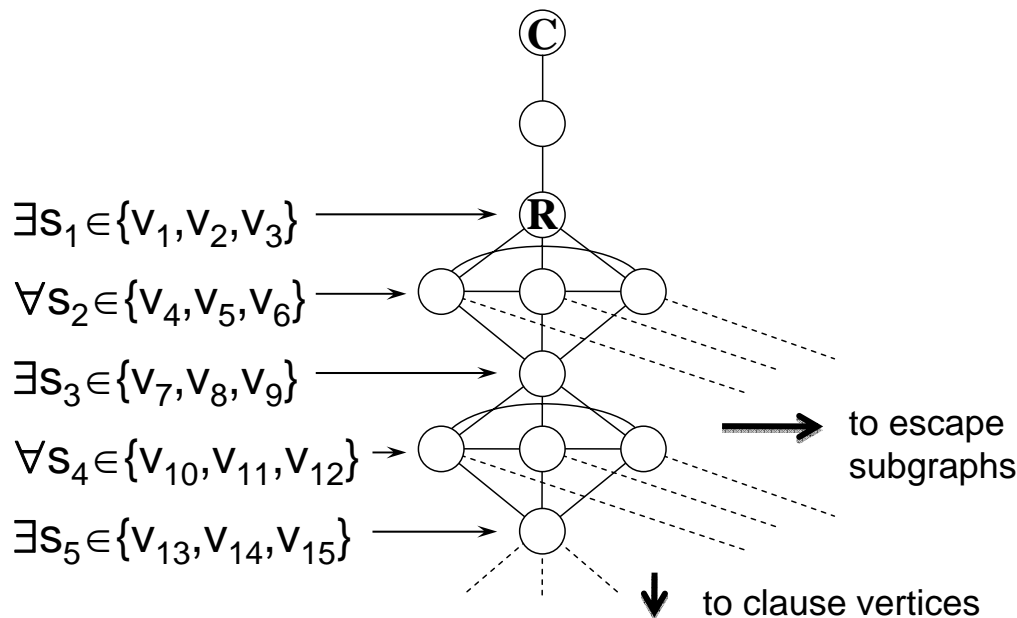 C
R
∃s₁∈{v₁,v₂,v₃}
∀s₂∈{v₄,v₅,v₆}
∃s₃∈{v₇,v₈,v₉}
∀s₄∈{v₁₀,v₁₁,v₁₂}
∃s₅∈{v₁₃,v₁₄,v₁₅}
to escape
subgraphs
to clause vertices